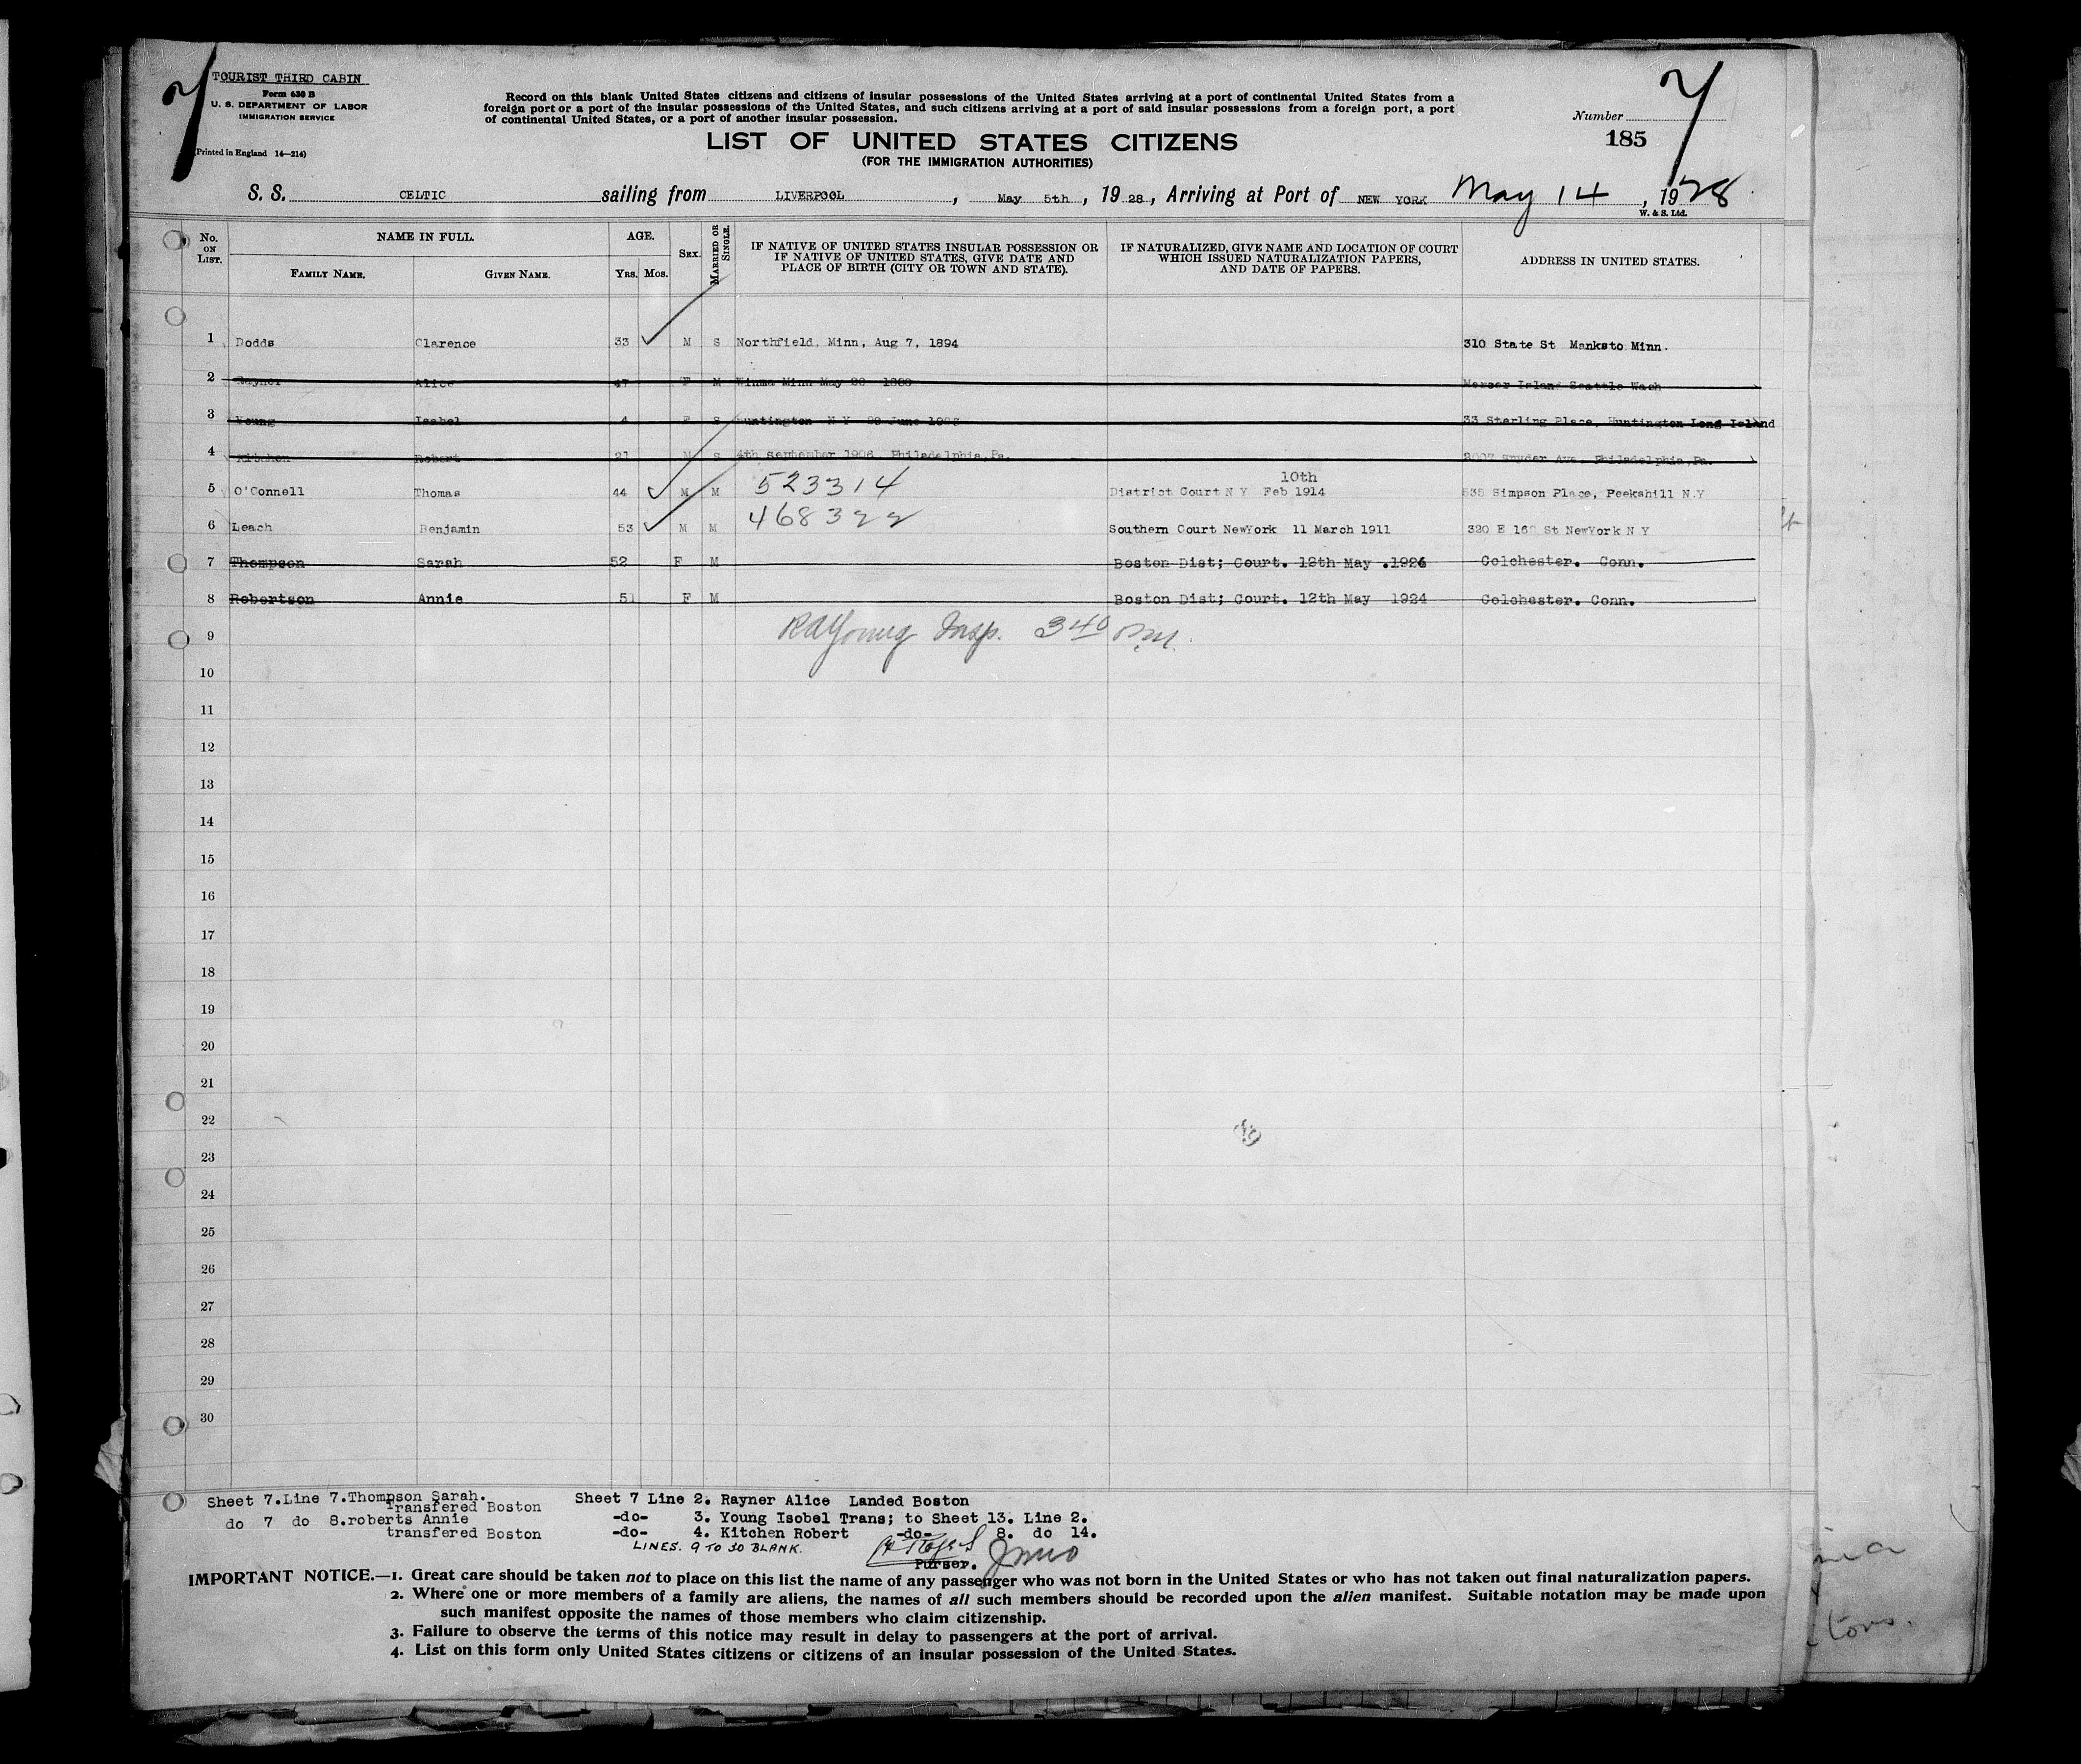 TOURIST THIRD CABIN
Form 630 B
U. S. DEPARTMENT OF LABOR
IMMIGRATION SERVICE
(Printed in England 14—214)
7
Record on this blank United States citizens and citizens of insular possessions of the United States arriving at a port of continental United States from a
foreign port or a port of the insular possessions of the United States, and such citizens arriving at a port of said insular possessions from a foreign port, a port
of continental United States, or a port of another insular possession.
LIST OF UNITED STATES CITIZENS
(FOR THE IMMIGRATION AUTHORITIES)
Number
7
185
S. S. CELTIC sailing from LIVERPOOL, May 5th, 1928, Arriving at Port of NEW YORK May 14, 1928
W. & S. Ltd.
No. ON LIST.
NAME IN FULL.
FAMILY NAME. GIVEN NAME.
AGE.
YRS. MOS.
SEX.
MARRIED OR SINGLE.
IF NATIVE OF UNITED STATES INSULAR POSSESSION OR
IF NATIVE OF UNITED STATES, GIVE DATE AND
PLACE OF BIRTH (CITY OR TOWN AND STATE).
IF NATURALIZED, GIVE NAME AND LOCATION OF COURT
WHICH ISSUED NATURALIZATION PAPERS,
AND DATE OF PAPERS.
ADDRESS IN UNITED STATES.
1 Dodds Clarence 33 M S Northfield, Minn, Aug 7, 1894 310 State St Mankato Minn.
2 Rayner Alice 47 F M Minn May Mercer Island Seattle Wash
3 Young Isabel 4 F S Huntington N Y June 33 Sterling Place, Huntington Long Island
4 Kitchen Robert 21 M S 4th September 1906 Philadelphia, Pa. Snyder Ave. Philadelphia, Pa.
5 O'Connell Thomas 44 M M 523314 District Court N Y 10th Feb 1914 535 Simpson Place, Peekshill N.Y
6 Leach Benjamin 53 M M 468322 Southern Court NewYork 11 March 1911 320 E St NewYork N Y
7 Thompson Sarah 52 F M Boston Dist; Court. 12th May .1926 Colchester. Conn.
8 Robertson Annie 51 F M Boston Dist; Court. 12th May 1924 Colchester. Conn.
9 RAYoung Insp. 3 40 P.M.
10
11
12
13
14
15
16
17
18
19
20
21
22
23
24
25
26
27
28
29
30
Sheet 7.Line 7.Thompson Sarah.
Transfered Boston
do 7 do 8.roberts Annie
transfered Boston
Sheet 7 Line 2. Rayner Alice Landed Boston
-do- 3. Young Isobel Trans; to Sheet 13. Line 2.
-do- 4. Kitchen Robert -do- 8. do 14.
LINES. 9 TO 30 BLANK.
Purser.
IMPORTANT NOTICE.—1. Great care should be taken not to place on this list the name of any passenger who was not born in the United States or who has not taken out final naturalization papers.
2. Where one or more members of a family are aliens, the names of all such members should be recorded upon the alien manifest. Suitable notation may be made upon
such manifest opposite the names of those members who claim citizenship.
3. Failure to observe the terms of this notice may result in delay to passengers at the port of arrival.
4. List on this form only United States citizens or citizens of an insular possession of the United States.